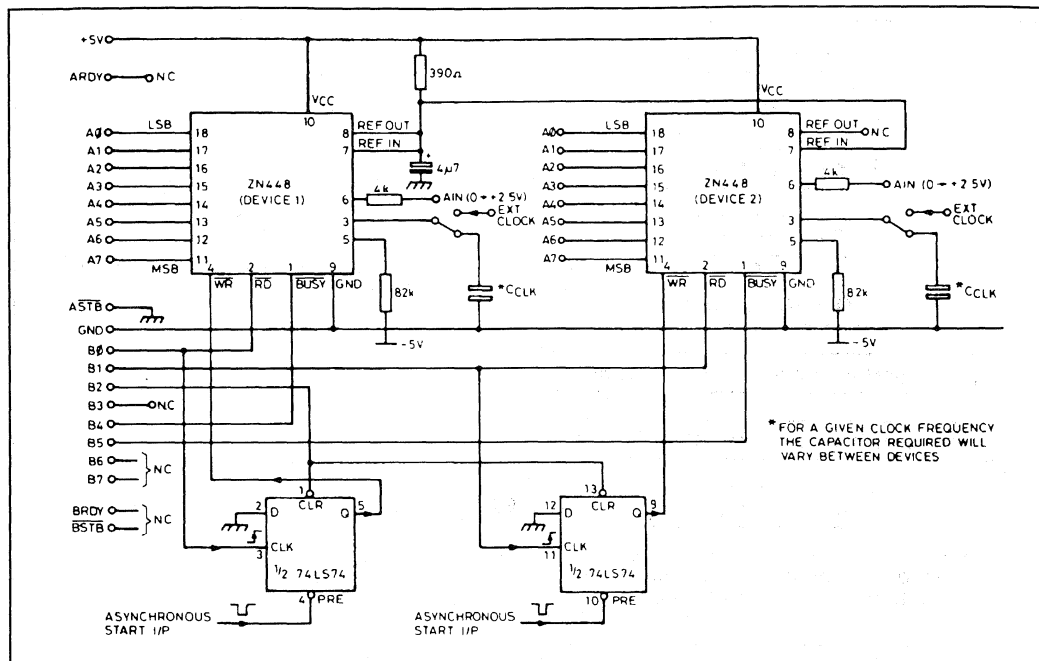 +5V
ARDY NC
390Ω
VCC
10
LSB
A0 18
A1 17
A2 16
A3 15
A4 14
A5 13
A6 12
A7 11
MSB
ZN448
(DEVICE 1)
8 REF OUT
7 REF IN
+
4µ7
6 4k AIN (0→+2·5V)
3 EXT CLOCK
5
82k
-5V
*CCLK
4 WR
2 RD
1 BUSY
9 GND
VCC
10
LSB
A0 18
A1 17
A2 16
A3 15
A4 14
A5 13
A6 12
A7 11
MSB
ZN448
(DEVICE 2)
8 REF OUT NC
7 REF IN
6 4k AIN (0→+2·5V)
3 EXT CLOCK
5
82k
-5V
*CCLK
4 WR
2 RD
1 BUSY
9 GND
ASTB
GND
B0
B1
B2
B3 NC
B4
B5
B6
B7
NC
BRDY
BSTB
NC
*FOR A GIVEN CLOCK FREQUENCY
THE CAPACITOR REQUIRED WILL
VARY BETWEEN DEVICES
1
CLR
2 D
Q 5
CLK
3
1/2 74LS74
4 PRE
ASYNCHRONOUS
START I/P
13
CLR
12 D
Q 9
CLK
11
1/2 74LS74
10 PRE
ASYNCHRONOUS
START I/P